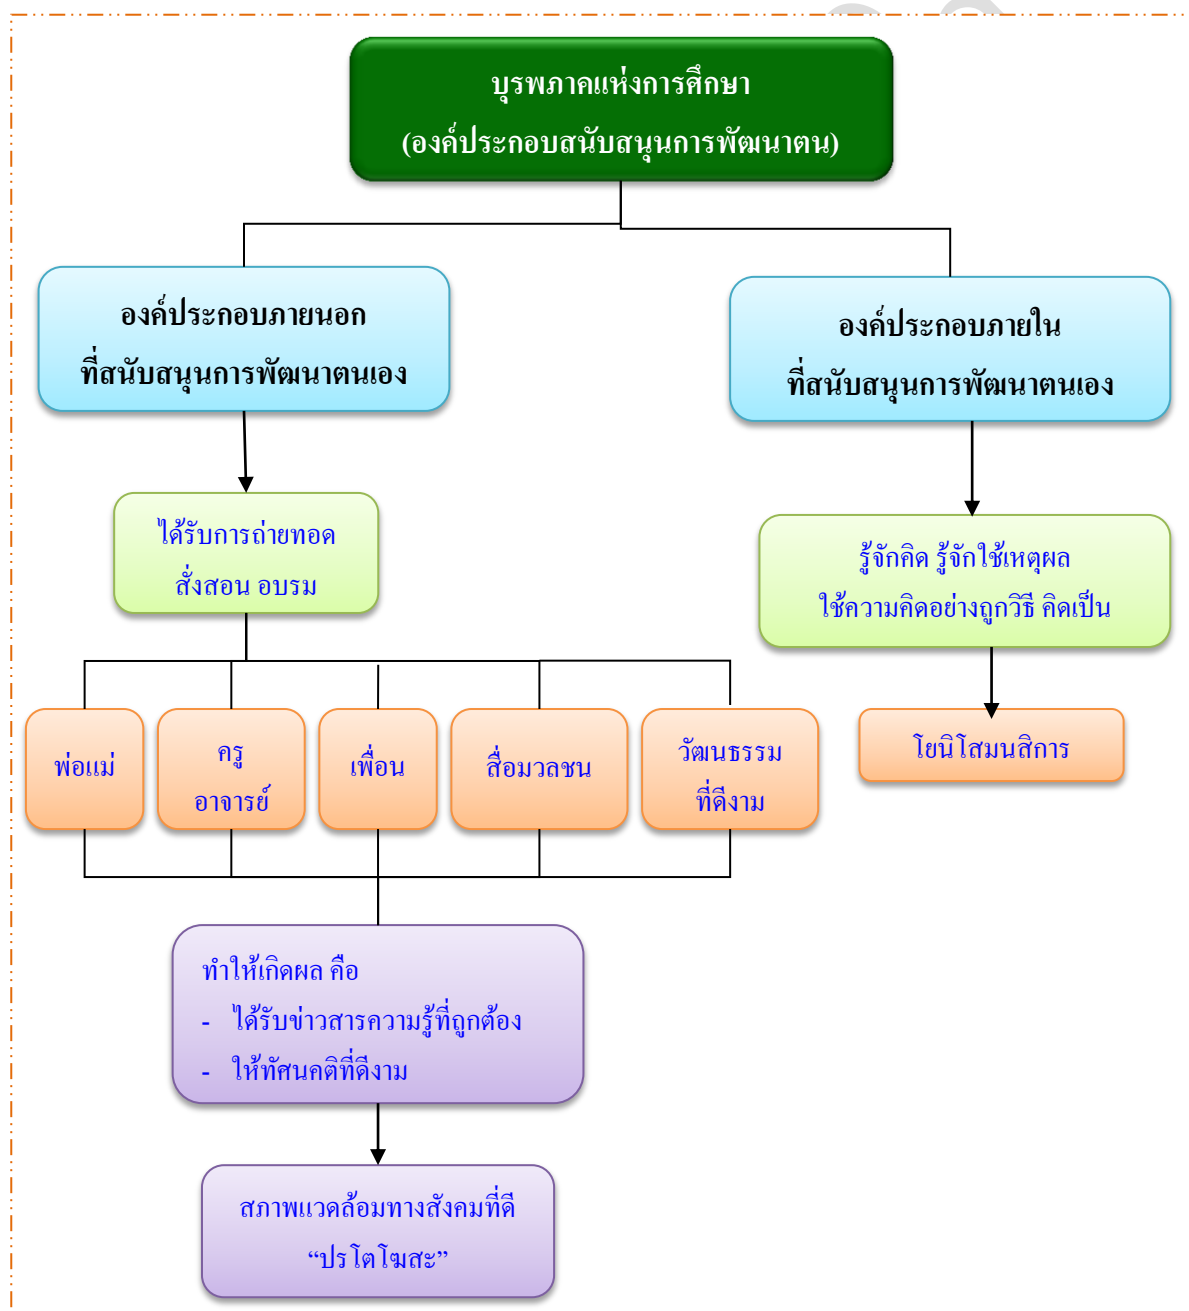 บุรพภาคแห่งการศึกษา
(องค์ประกอบสนับสนุนการพัฒนาตน)
องค์ประกอบภายนอก
ที่สนับสนุนการพัฒนาตนเอง
องค์ประกอบภายใน
ที่สนับสนุนการพัฒนาตนเอง
ได้รับการถ่ายทอด
สั่งสอน อบรม
รู้จักคิด รู้จักใช้เหตุผล
ใช้ความคิดอย่างถูกวิธี คิดเป็น
พ่อแม่
ครู
อาจารย์
เพื่อน
สื่อมวลชน
วัฒนธรรม
ที่ดีงาม
โยนิโสมนสิการ
ทำให้เกิดผล คือ
- ได้รับข่าวสารความรู้ที่ถูกต้อง
- ให้ทัศนคติที่ดีงาม
สภาพแวดล้อมทางสังคมที่ดี
“ปรโตโฆสะ”